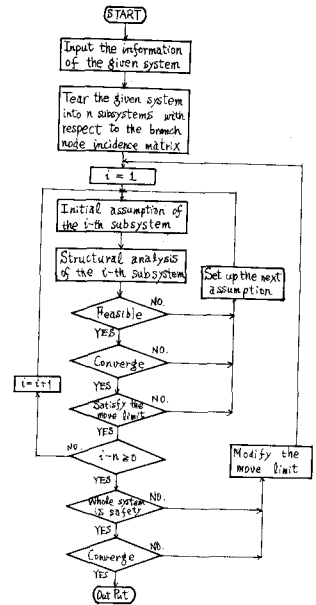 START
Input the information
of the given system
Tear the given system
into n subsystems with
respect to the branch
node incidence matrix
i = 1
Initial assumption of
the i-th subsystem
Structural analysis
of the i-th subsystem
Set up the next
assumption
Feasible
NO.
YES
Converge
NO.
YES
i=i+1
Satisfy the
move limit
NO.
YES
NO.
i-n≥0
YES
Modify the
move limit
Whole system
is safety
NO.
YES
Converge
NO.
YES
Out Put